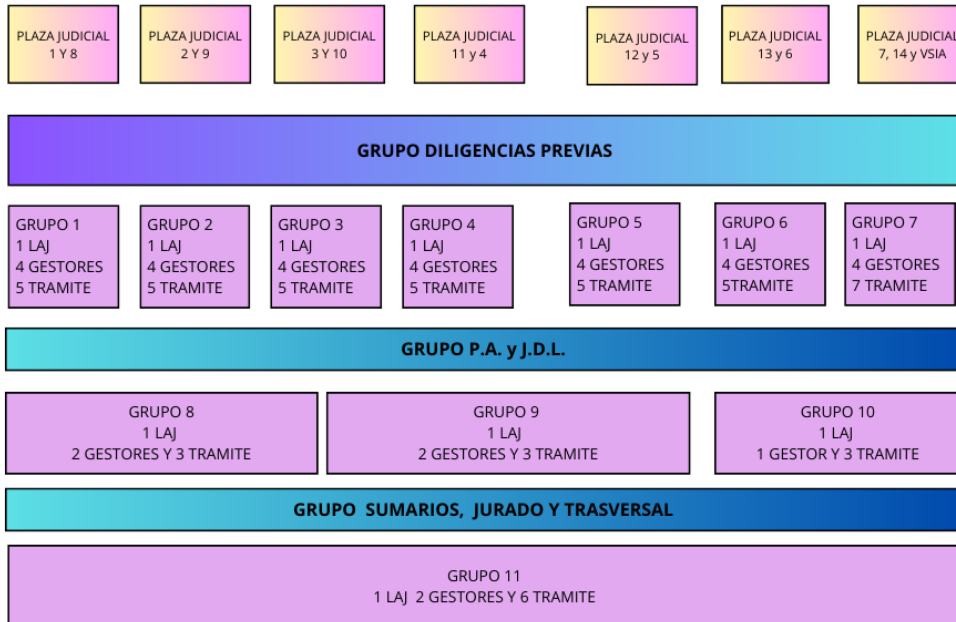 PLAZA JUDICIAL
1 Y 8
PLAZA JUDICIAL
2 Y 9
PLAZA JUDICIAL
3 Y 10
PLAZA JUDICIAL
11 y 4
PLAZA JUDICIAL
12 y 5
PLAZA JUDICIAL
13 y 6
PLAZA JUDICIAL
7, 14 y VSIA
GRUPO DILIGENCIAS PREVIAS
GRUPO 1
1 LAJ
4 GESTORES
5 TRAMITE
GRUPO 2
1 LAJ
4 GESTORES
5 TRAMITE
GRUPO 3
1 LAJ
4 GESTORES
5 TRAMITE
GRUPO 4
1 LAJ
4 GESTORES
5 TRAMITE
GRUPO 5
1 LAJ
4 GESTORES
5 TRAMITE
GRUPO 6
1 LAJ
4 GESTORES
5TRAMITE
GRUPO 7
1 LAJ
4 GESTORES
7 TRAMITE
GRUPO P.A. y J.D.L.
GRUPO 8
1 LAJ
2 GESTORES Y 3 TRAMITE
GRUPO 9
1 LAJ
2 GESTORES Y 3 TRAMITE
GRUPO 10
1 LAJ
1 GESTOR Y 3 TRAMITE
GRUPO SUMARIOS, JURADO Y TRASVERSAL
GRUPO 11
1 LAJ 2 GESTORES Y 6 TRAMITE